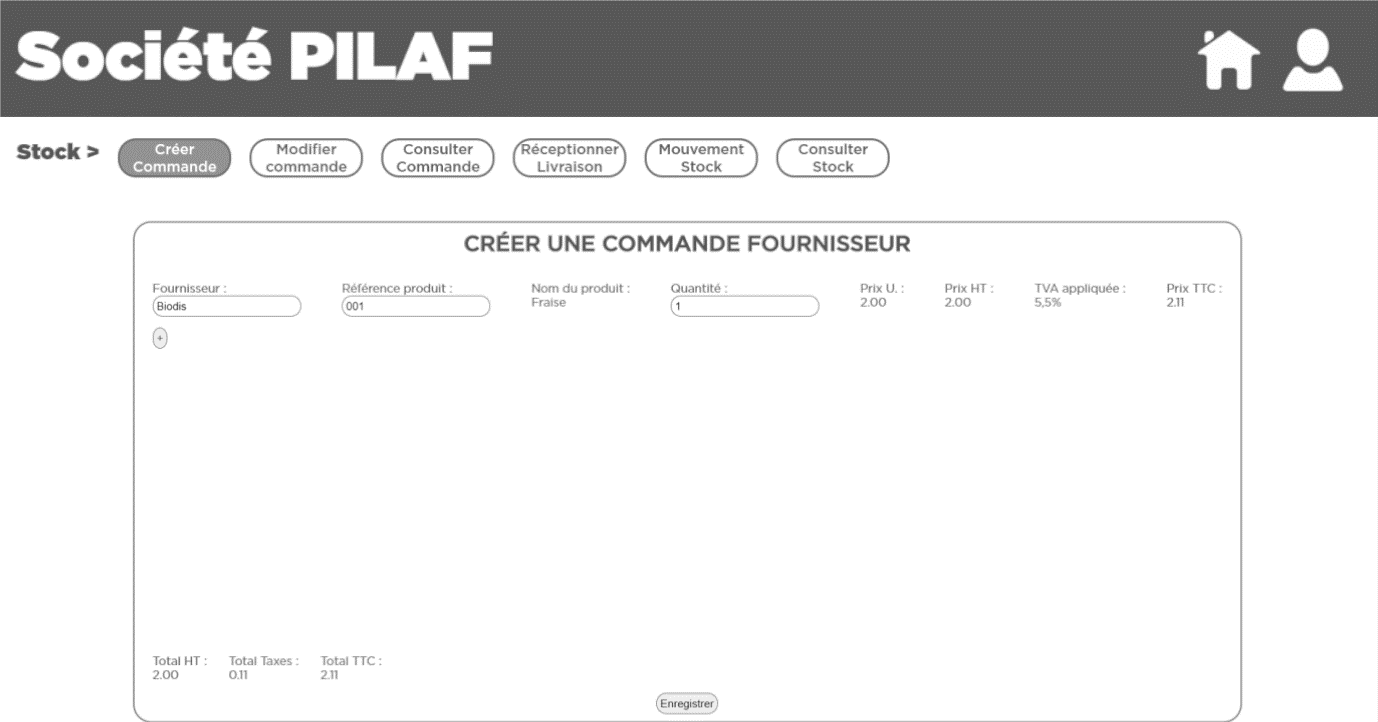 Société PILAF
Stock >
Créer
Commande
Modifier
commande
Consulter
Commande
Réceptionner
Livraison
Mouvement
Stock
Consulter
Stock
CRÉER UNE COMMANDE FOURNISSEUR
Fournisseur :
Biodis
Référence produit :
001
Nom du produit :
Fraise
Quantité :
1
Prix U. :
2.00
Prix HT :
2.00
TVA appliquée :
5,5%
Prix TTC :
2.11
+
Total HT :
2.00
Total Taxes :
0.11
Total TTC :
2.11
Enregistrer